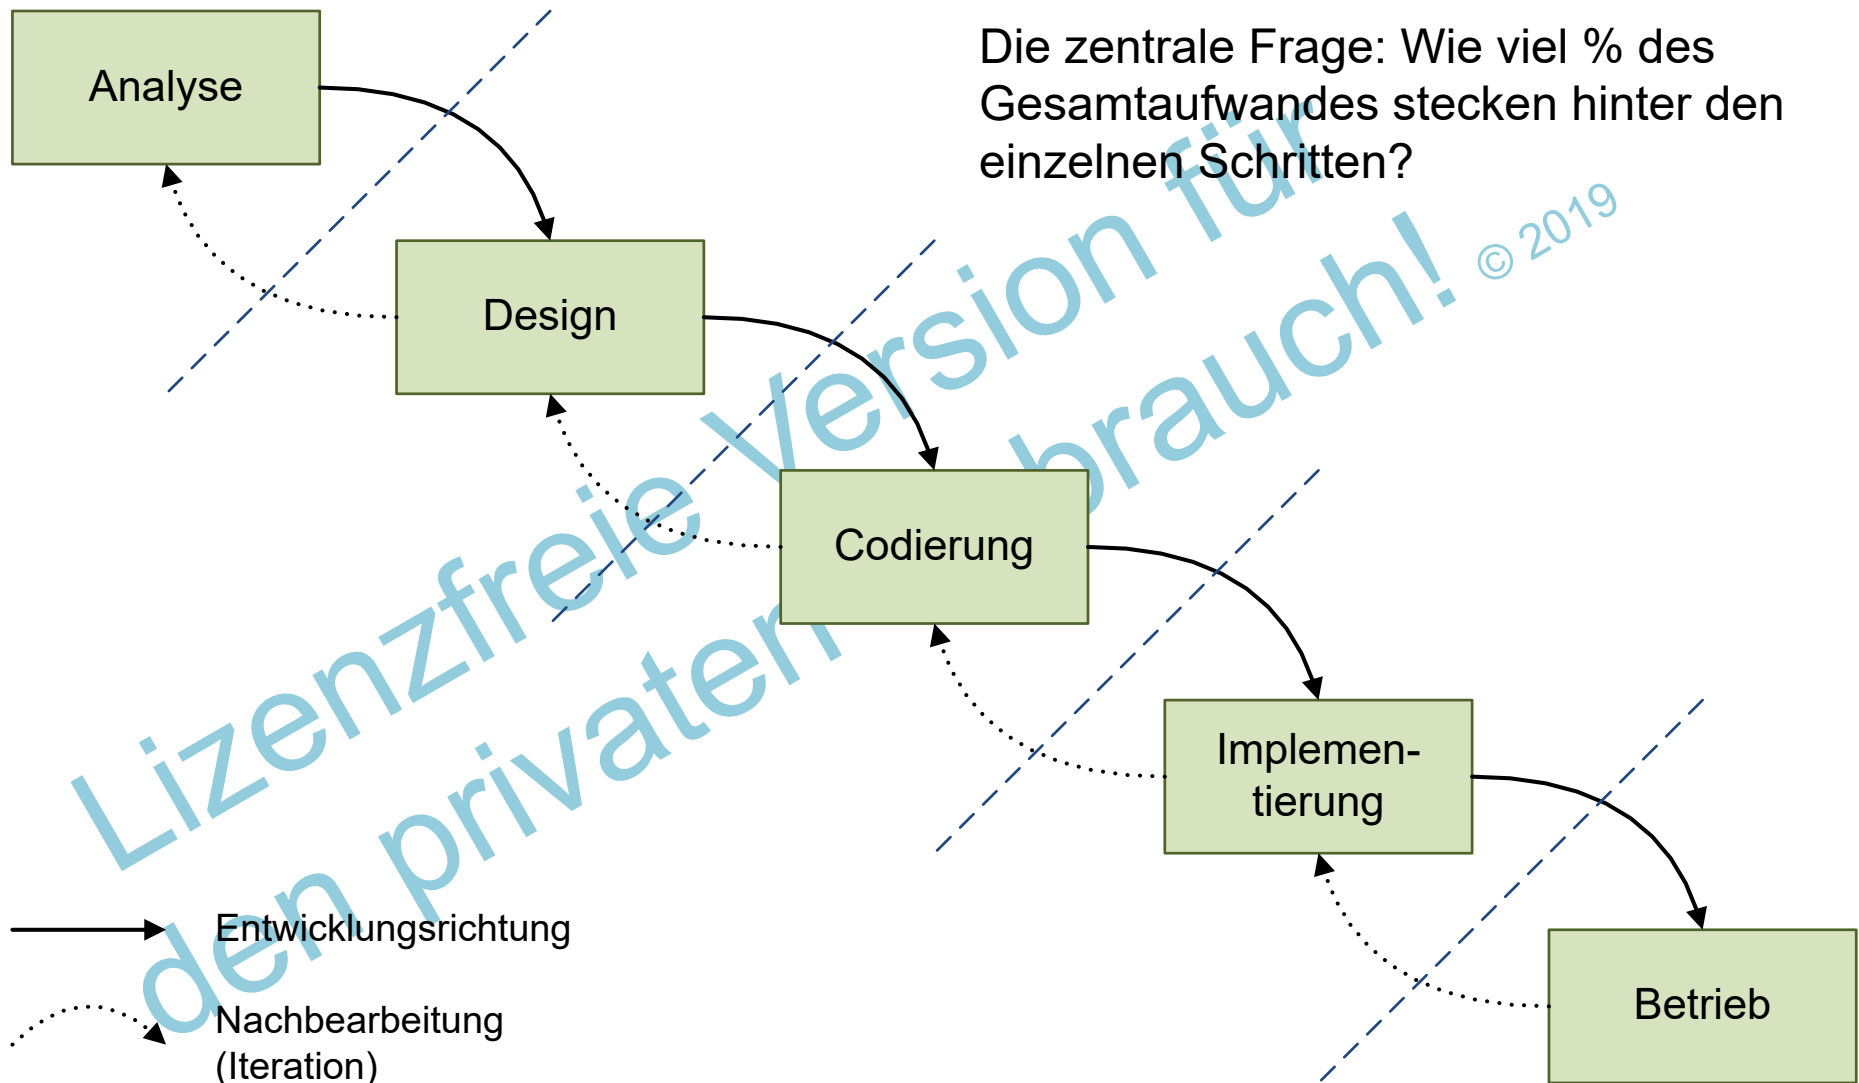 Analyse
Die zentrale Frage: Wie viel % des
Gesamtaufwandes stecken hinter den
einzelnen Schritten?
Design
Codierung
Implemen-
tierung
Betrieb
Entwicklungsrichtung
Nachbearbeitung
(Iteration)
Lizenzfreie Version für
den privaten brauch!
© 2019